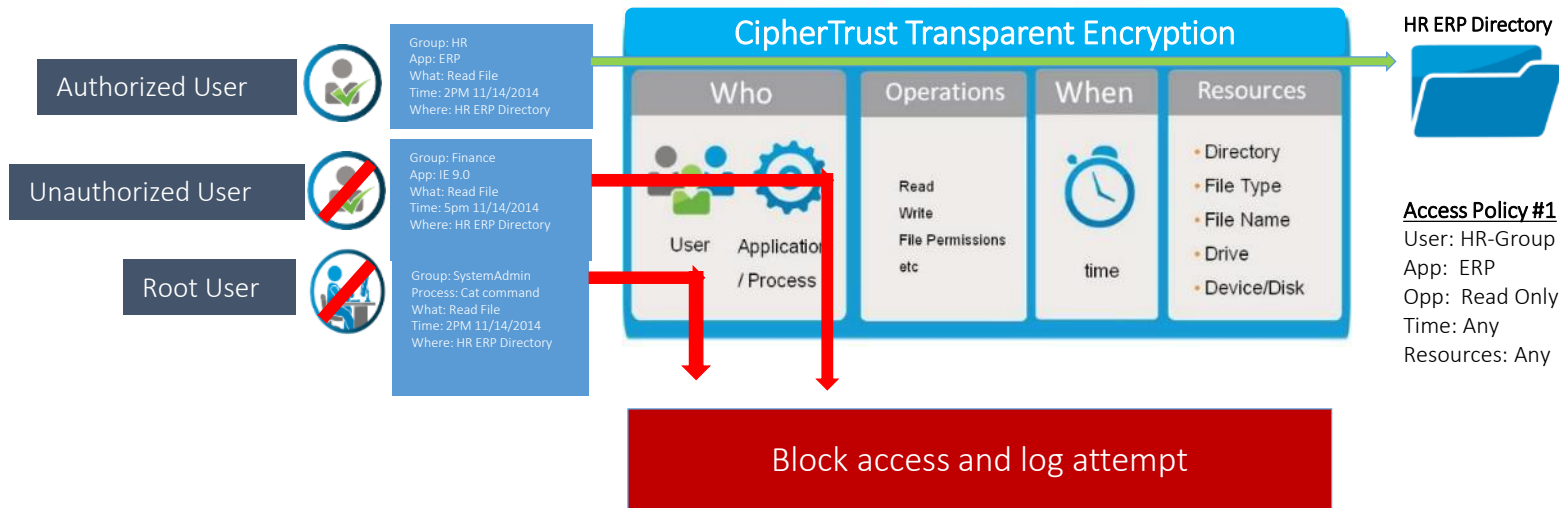 Authorized User
Group: HR
App: ERP
What: Read File
Time: 2PM 11/14/2014
Where: HR ERP Directory
Unauthorized User
Group: Finance
App: IE 9.0
What: Read File
Time: 5pm 11/14/2014
Where: HR ERP Directory
Root User
Group: SystemAdmin
Process: Cat command
What: Read File
Time: 2PM 11/14/2014
Where: HR ERP Directory
CipherTrust Transparent Encryption
Who
User
Application
/ Process
Operations
Read
Write
File Permissions
etc
When
time
Resources
• Directory
• File Type
• File Name
• Drive
• Device/Disk
HR ERP Directory
Access Policy #1
User: HR-Group
App: ERP
Opp: Read Only
Time: Any
Resources: Any
Block access and log attempt